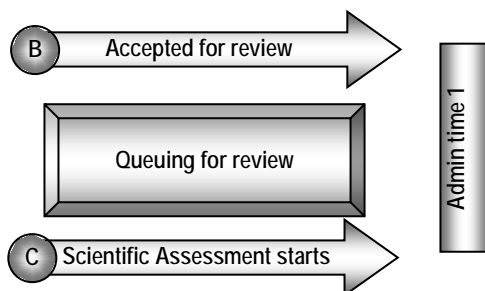 B Accepted for review
Queuing for review
C Scientific Assessment starts
Admin time 1